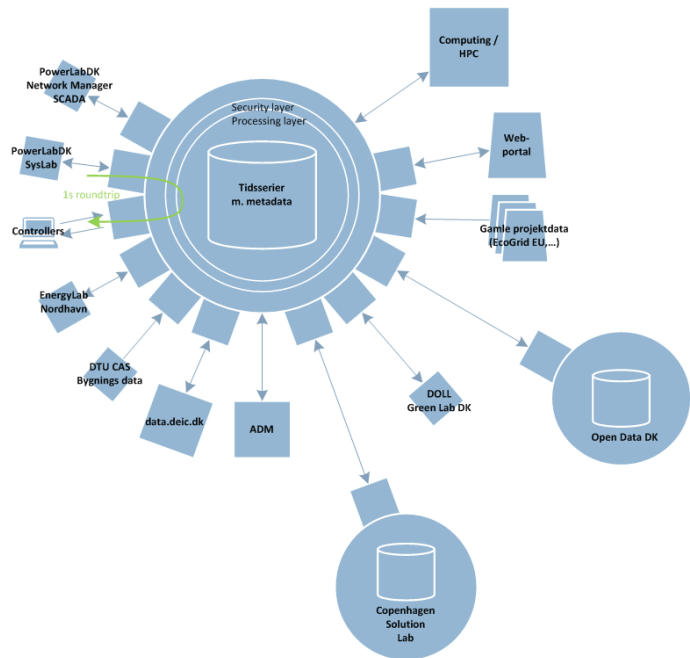 Computing /
HPC
PowerLabDK
Network Manager
SCADA
Security layer
Processing layer
PowerLabDK
SysLab
Web-
portal
1s roundtrip
Tidsserier
m. metadata
Controllers
Gamle projektdata
(EcoGrid EU,...)
EnergyLab
Nordhavn
DTU CAS
Bygnings data
data.deic.dk
ADM
DOLL
Green Lab DK
Open Data DK
Copenhagen
Solution
Lab